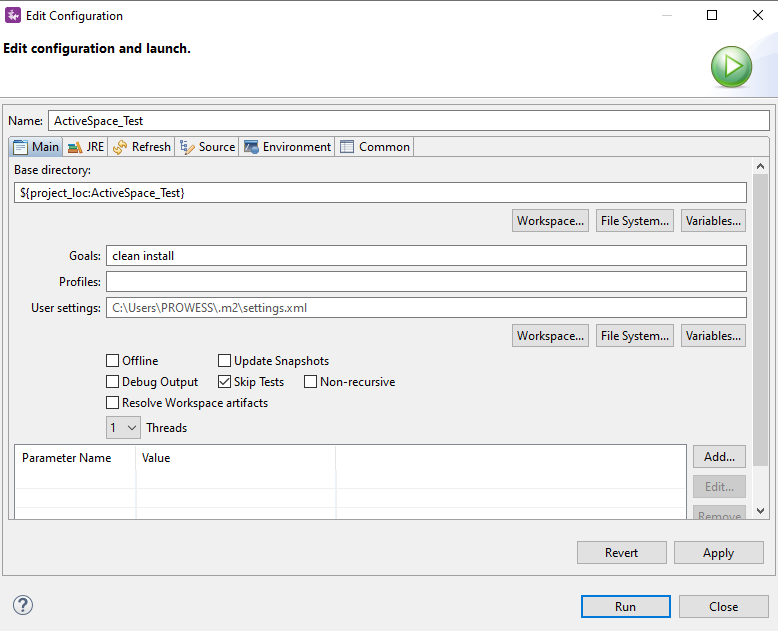 Edit Configuration
Edit configuration and launch.
Name: ActiveSpace_Test
Main JRE Refresh Source Environment Common
Base directory:
${project_loc:ActiveSpace_Test}
Workspace... File System... Variables...
Goals: clean install
Profiles:
User settings: C:\Users\PROWESS\.m2\settings.xml
Workspace... File System... Variables...
Offline Update Snapshots
Debug Output Skip Tests Non-recursive
Resolve Workspace artifacts
1 Threads
Parameter Name Value Add...
Edit...
Remove
Revert Apply
? Run Close